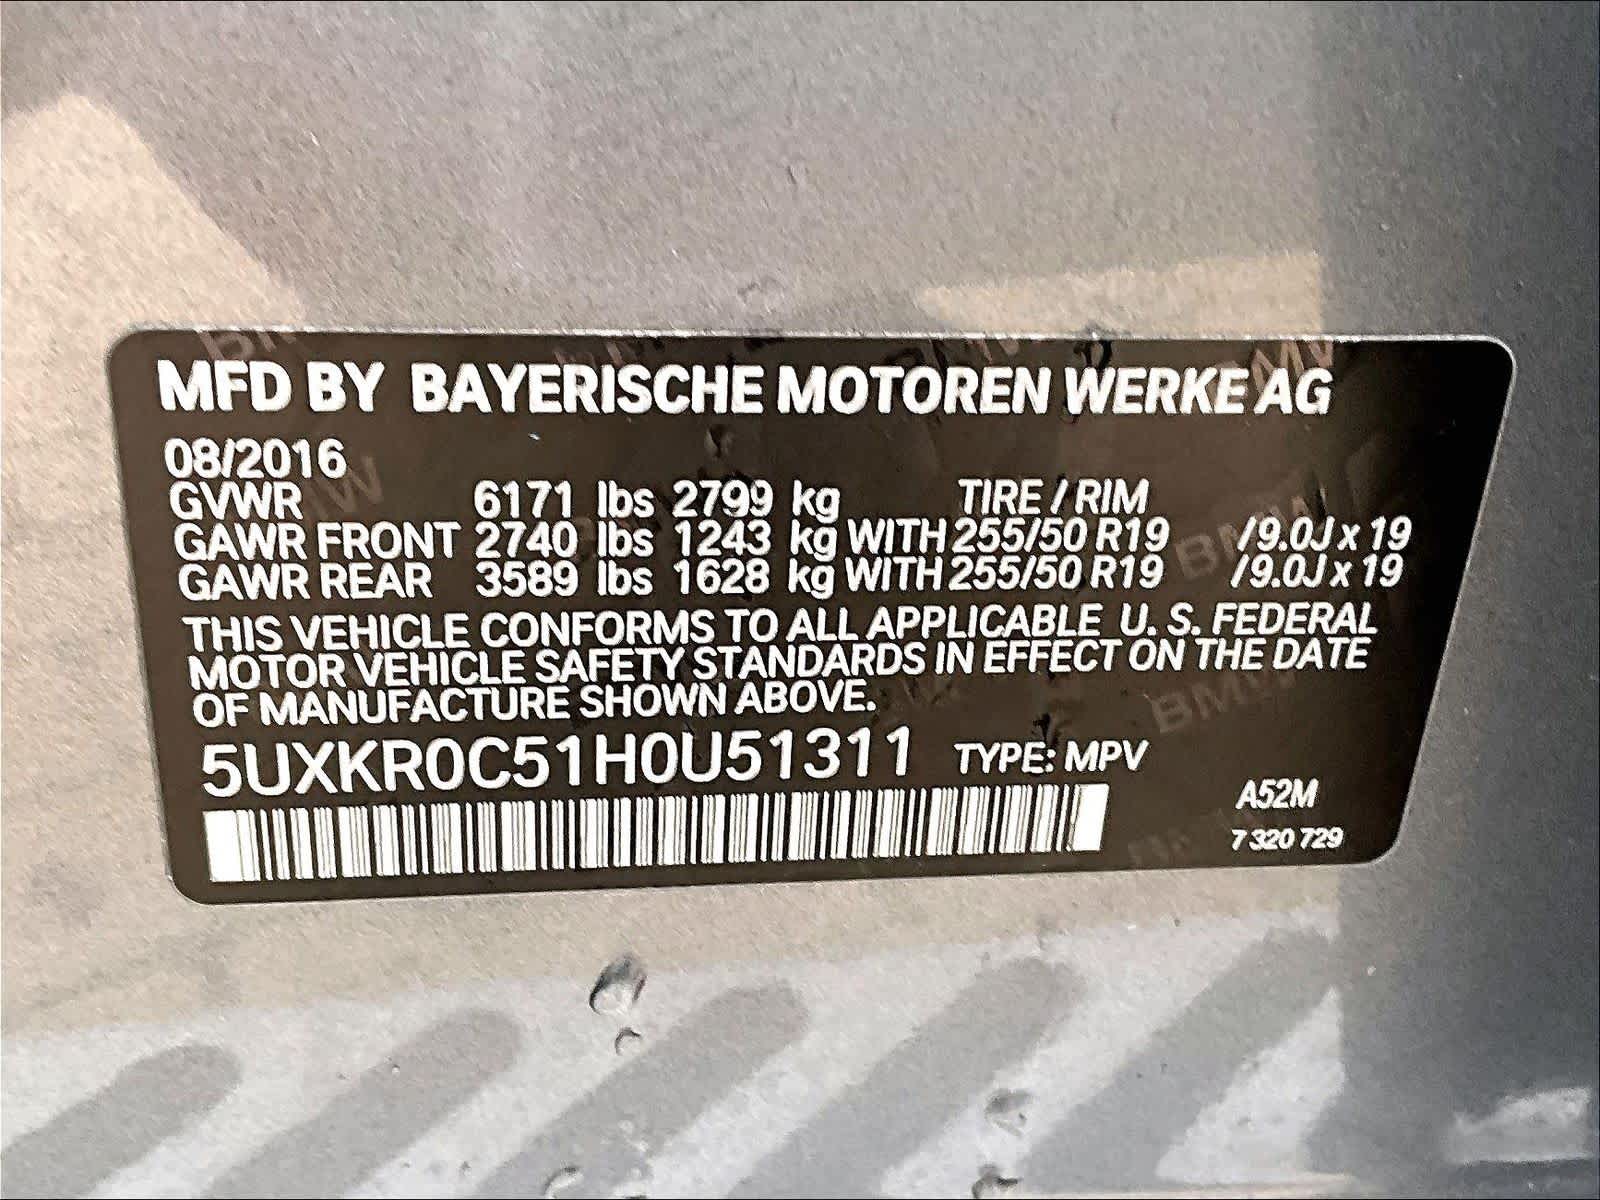 MFD BY BAYERISCHE MOTOREN WERKE AG
08/2016
GVWR 6171 lbs 2799 kg TIRE / RIM
GAWR FRONT 2740 lbs 1243 kg WITH 255/50 R19 /9.0J x 19
GAWR REAR 3589 lbs 1628 kg WITH 255/50 R19 /9.0J x 19
THIS VEHICLE CONFORMS TO ALL APPLICABLE U. S. FEDERAL
MOTOR VEHICLE SAFETY STANDARDS IN EFFECT ON THE DATE
OF MANUFACTURE SHOWN ABOVE.
5UXKR0C51H0U51311 TYPE: MPV
A52M
7 320 729